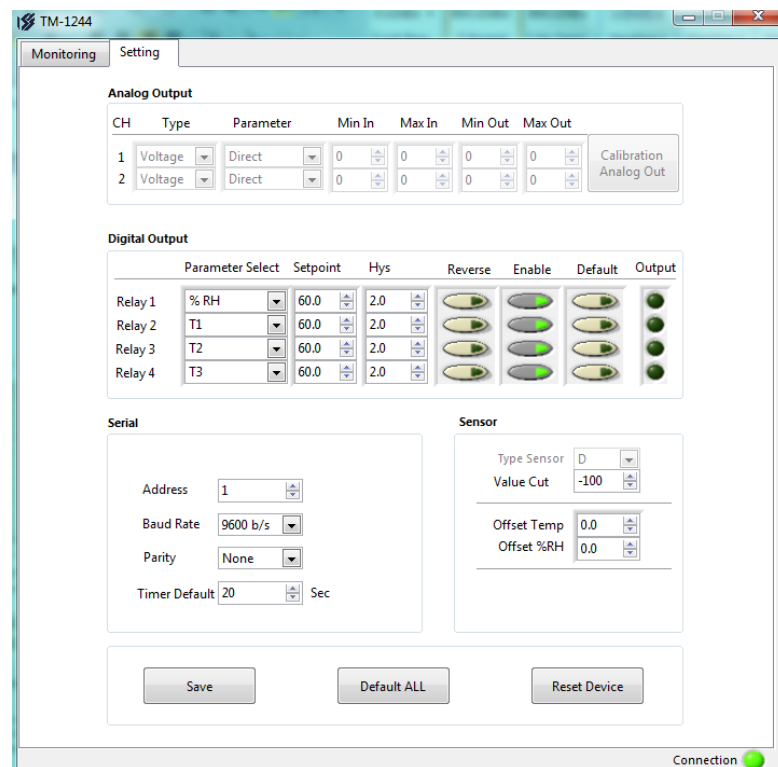 TM-1244
Monitoring Setting
Analog Output
CH Type Parameter Min In Max In Min Out Max Out
1 Voltage Direct 0 0 0 0
2 Voltage Direct 0 0 0 0
Calibration
Analog Out
Digital Output
Parameter Select Setpoint Hys Reverse Enable Default Output
Relay 1 % RH 60.0 2.0
Relay 2 T1 60.0 2.0
Relay 3 T2 60.0 2.0
Relay 4 T3 60.0 2.0
Serial
Address 1
Baud Rate 9600 b/s
Parity None
Timer Default 20 Sec
Sensor
Type Sensor D
Value Cut -100
Offset Temp 0.0
Offset %RH 0.0
Save Default ALL Reset Device
Connection